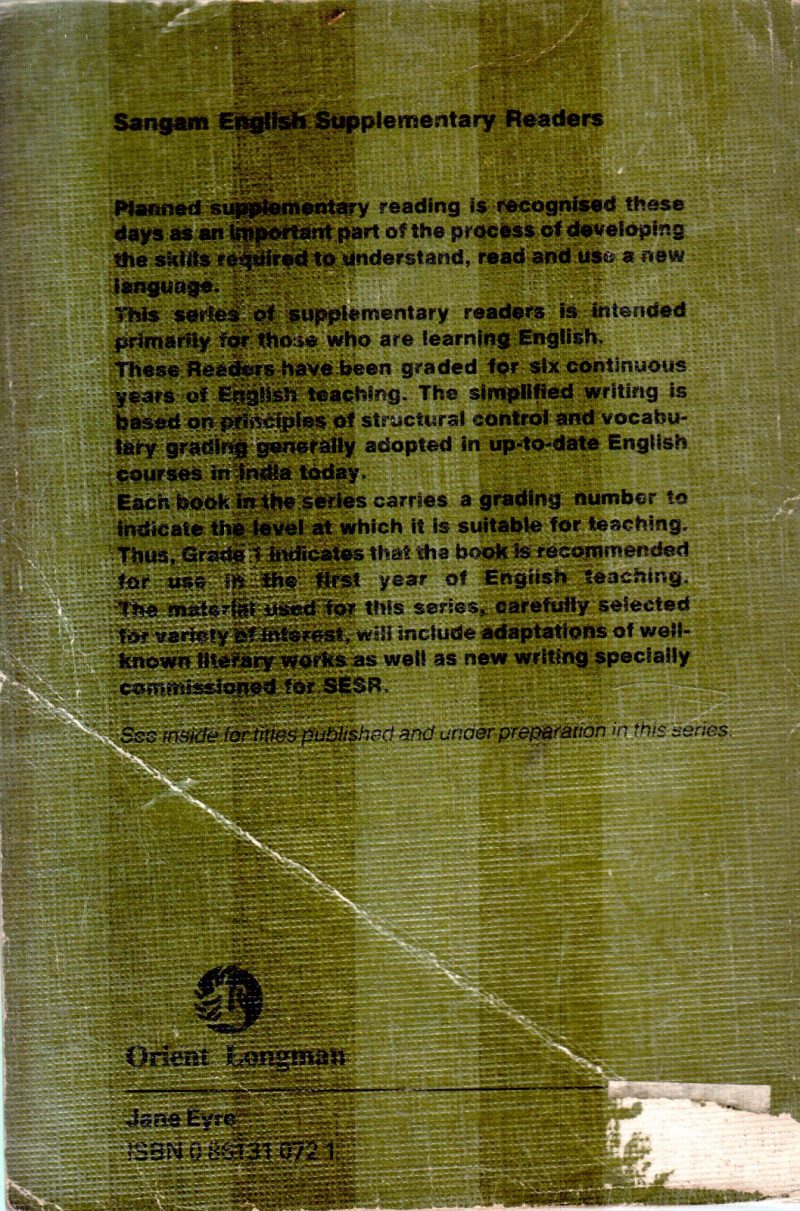 Sangam English Supplementary Readers
Planned supplementary reading is recognised these
days as an important part of the process of developing
the skills required to understand, read and use a new
language.
This series of supplementary readers is intended
primarily for those who are learning English.
These Readers have been graded for six continuous
years of English teaching. The simplified writing is
based on principles of structural control and vocabu-
lary grading generally adopted in up-to-date English
courses in India today.
Each book in the series carries a grading number to
indicate the level at which it is suitable for teaching.
Thus, Grade 1 indicates that the book is recommended
for use in the first year of English teaching.
The material used for this series, carefully selected
for variety of interest, will include adaptations of well-
known literary works as well as new writing specially
commissioned for SESR.
See inside for titles published and under preparation in this series.
Orient Longman
Jane Eyre
ISBN 0 86131 072 1